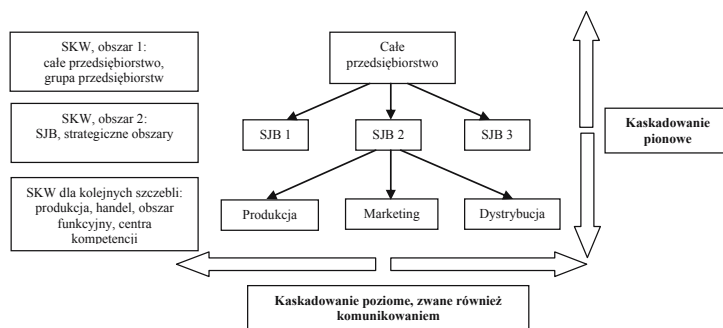 SKW, obszar 1:
całe przedsiębiorstwo,
grupa przedsiębiorstw
Całe
przedsiębiorstwo
SKW, obszar 2:
SJB, strategiczne obszary
SJB 1
SJB 2
SJB 3
Kaskadowanie
pionowe
SKW dla kolejnych szczebli:
produkcja, handel, obszar
funkcyjny, centra
kompetencji
Produkcja
Marketing
Dystrybucja
Kaskadowanie poziome, zwane również
komunikowaniem